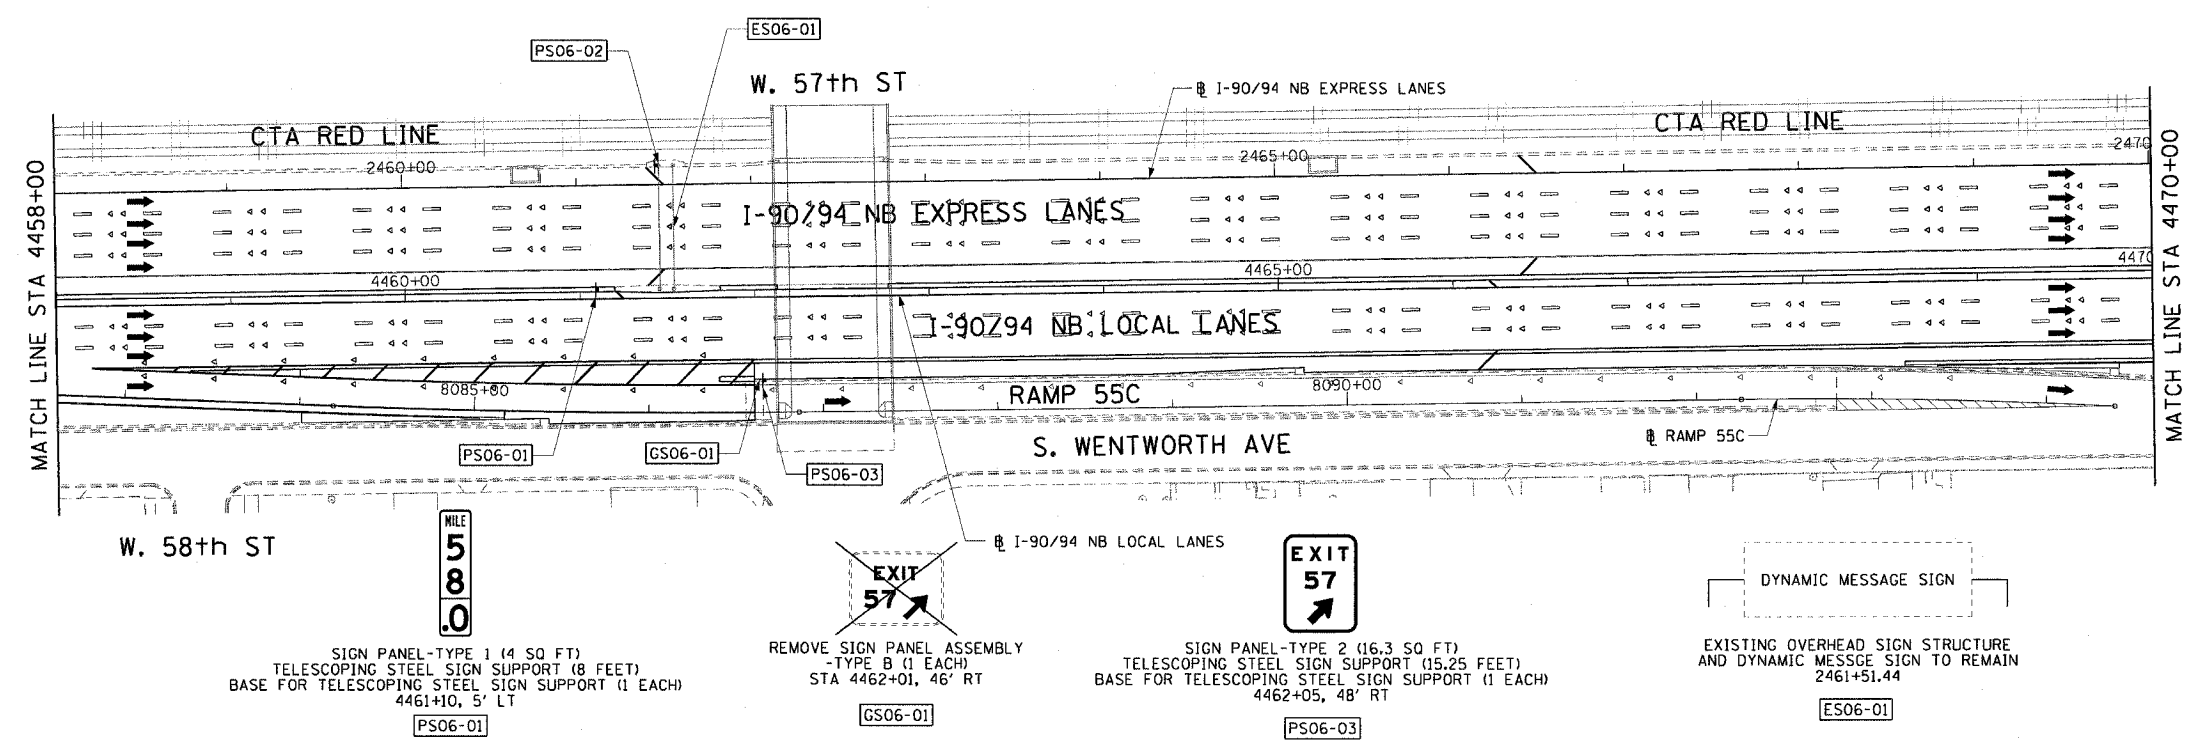 ES06-01
PS06-02
W. 57th ST
℄ I-90/94 NB EXPRESS LANES
CTA RED LINE
CTA RED LINE
2460+00
2465+00
2470
MATCH LINE STA 4458+00
MATCH LINE STA 4470+00
I-90/94 NB EXPRESS LANES
4460+00
4465+00
4470
I-90/94 NB LOCAL LANES
8085+00
8090+00
RAMP 55C
℄ RAMP 55C
PS06-01
GS06-01
PS06-03
S. WENTWORTH AVE
W. 58th ST
℄ I-90/94 NB LOCAL LANES
MILE
5
8
.0
SIGN PANEL-TYPE 1 (4 SQ FT)
TELESCOPING STEEL SIGN SUPPORT (8 FEET)
BASE FOR TELESCOPING STEEL SIGN SUPPORT (1 EACH)
4461+10, 5' LT
PS06-01
EXIT
57
REMOVE SIGN PANEL ASSEMBLY
-TYPE B (1 EACH)
STA 4462+01, 46' RT
GS06-01
EXIT
57
SIGN PANEL-TYPE 2 (16.3 SQ FT)
TELESCOPING STEEL SIGN SUPPORT (15.25 FEET)
BASE FOR TELESCOPING STEEL SIGN SUPPORT (1 EACH)
4462+05, 48' RT
PS06-03
DYNAMIC MESSAGE SIGN
EXISTING OVERHEAD SIGN STRUCTURE
AND DYNAMIC MESSGE SIGN TO REMAIN
2461+51.44
ES06-01